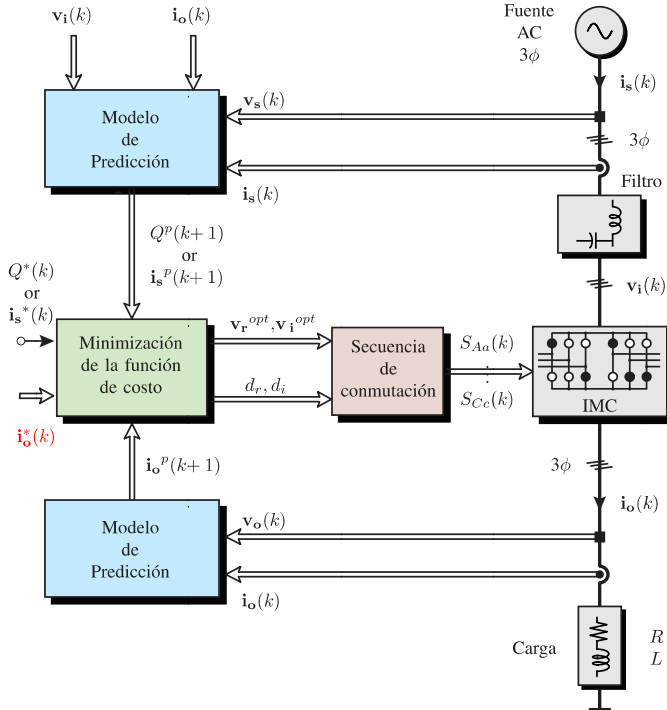 v_i(k)
i_o(k)
Fuente
AC
3ϕ
i_s(k)
v_s(k)
Modelo
de
Predicción
3ϕ
i_s(k)
Filtro
Q^p(k+1)
or
i_s^p(k+1)
v_i(k)
Q*(k)
or
i_s*(k)
Minimización
de la función
de costo
v_r^opt, v_i^opt
d_r, d_i
Secuencia
de
conmutación
S_Aa(k)
⋮
S_Cc(k)
IMC
i_o*(k)
i_o^p(k+1)
3ϕ
i_o(k)
v_o(k)
Modelo
de
Predicción
i_o(k)
Carga
R
L